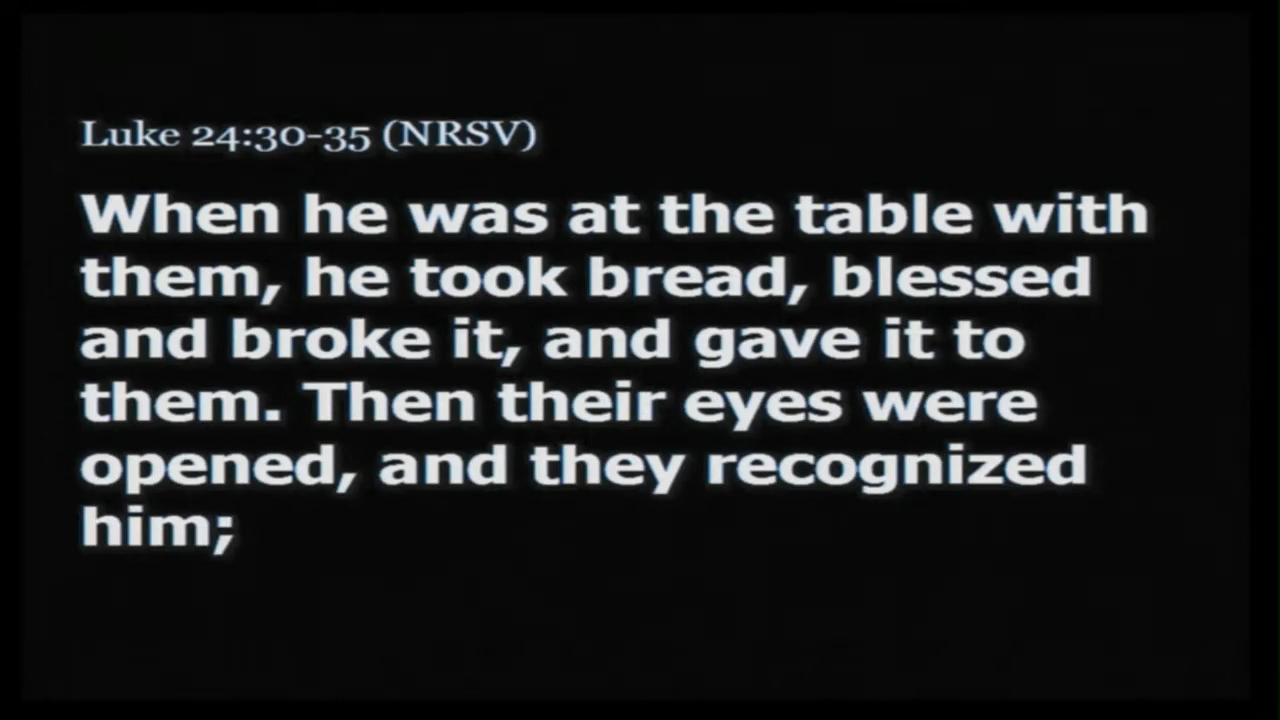 Luke 24:30-35 (NRSV)
When he was at the table with
them, he took bread, blessed
and broke it, and gave it to
them. Then their eyes were
opened, and they recognized
him;